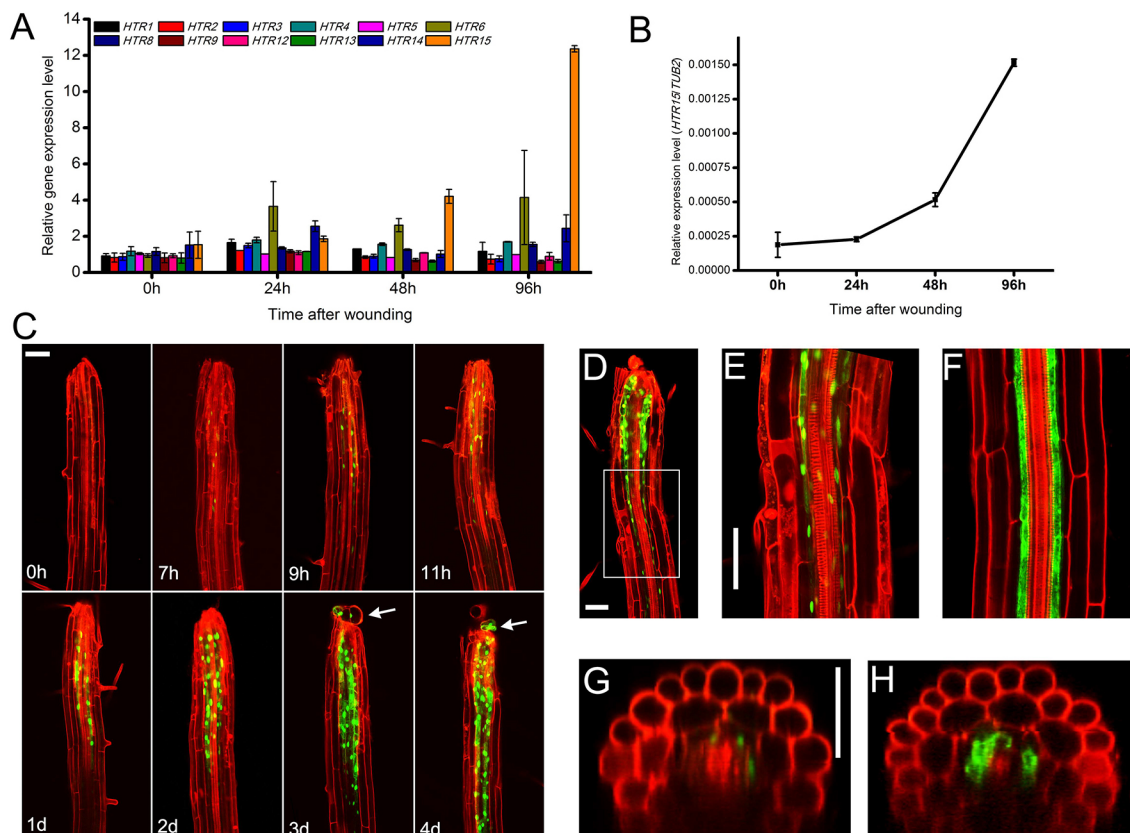 A
HTR1 HTR2 HTR3 HTR4 HTR5 HTR6
HTR8 HTR9 HTR12 HTR13 HTR14 HTR15
14
12
10
8
6
4
2
0
Relative gene expression level
0h 24h 48h 96h
Time after wounding
B
0.00150
0.00125
0.00100
0.00075
0.00050
0.00025
0.00000
Relative expression level (HTR15/TUB2)
0h 24h 48h 96h
Time after wounding
C
0h 7h 9h 11h
1d 2d 3d 4d
D E F
G H